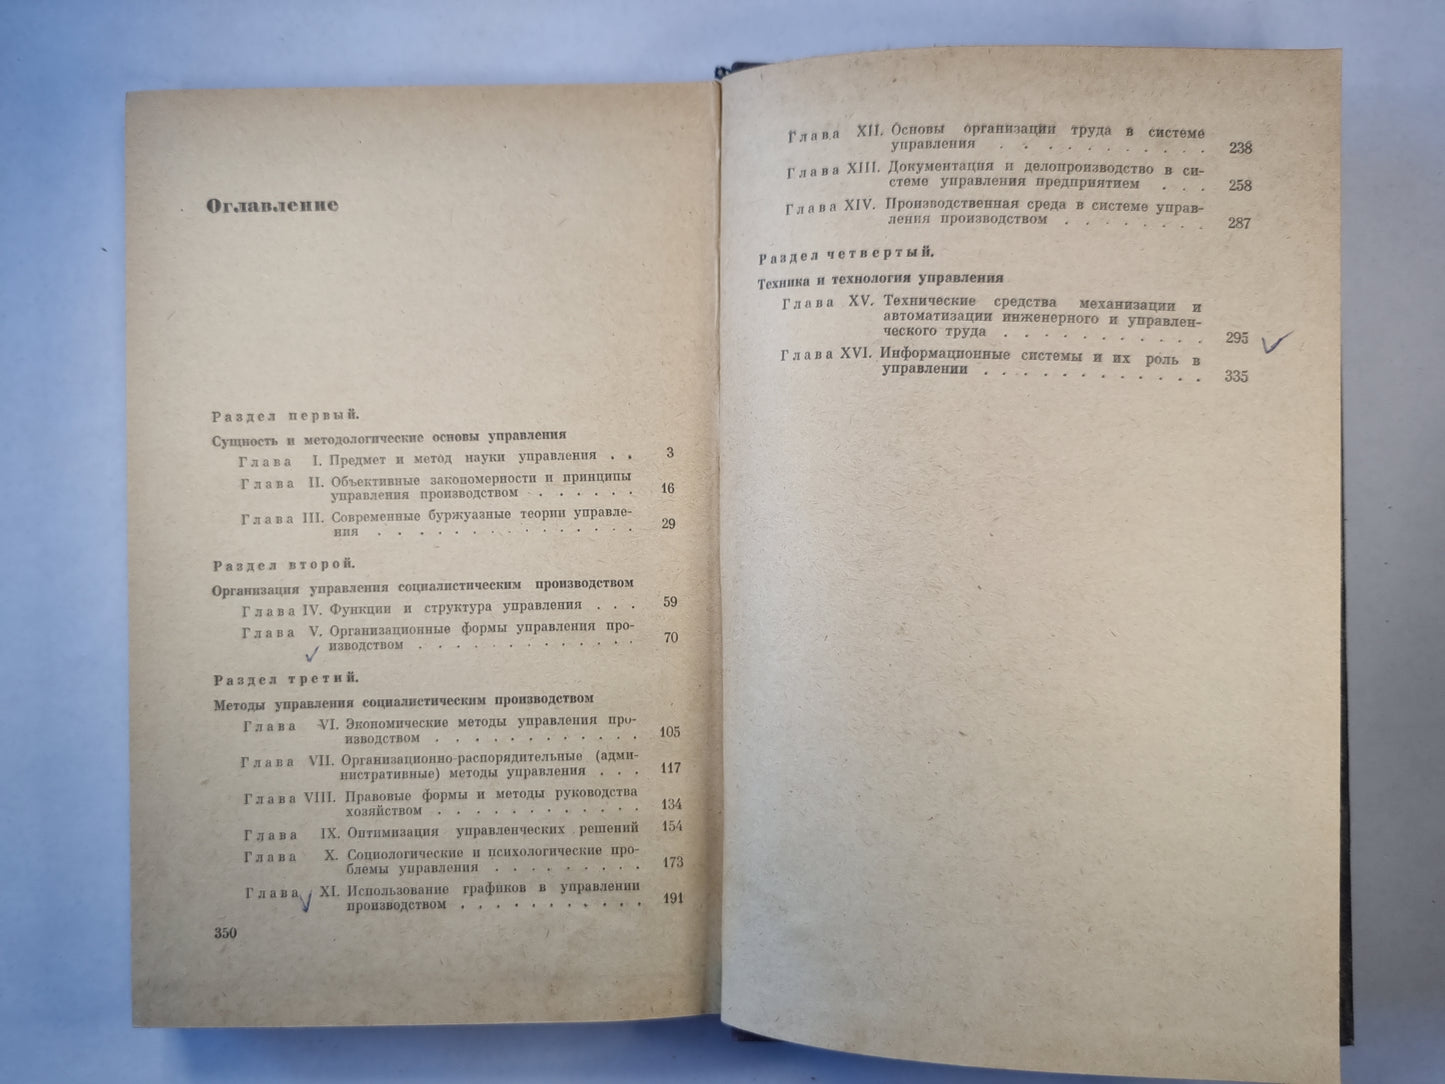 Оглавление
Раздел первый.
Сущность и методологические основы управления
Глава I. Предмет и метод науки управления . . 3
Глава II. Объективные закономерности и принципы
управления производством . . . . . . 16
Глава III. Современные буржуазные теории управле-
ния . . . . . . . . . . . . . . 29
Раздел второй.
Организация управления социалистическим производством
Глава IV. Функции и структура управления . . . 59
Глава V. Организационные формы управления про-
изводством . . . . . . . . . . . . 70
Раздел третий.
Методы управления социалистическим производством
Глава VI. Экономические методы управления про-
изводством . . . . . . . . . . . 105
Глава VII. Организационно-распорядительные (адми-
нистративные) методы управления . . . 117
Глава VIII. Правовые формы и методы руководства
хозяйством . . . . . . . . . . . 134
Глава IX. Оптимизация управленческих решений 154
Глава X. Социологические и психологические про-
блемы управления . . . . . . . . . 173
Глава XI. Использование графиков в управлении
производством . . . . . . . . . . 191
350
Глава XII. Основы организации труда в системе
управления . . . . . . . . . . 238
Глава XIII. Документация и делопроизводство в си-
стеме управления предприятием . . . 258
Глава XIV. Производственная среда в системе управ-
ления производством . . . . . . . . 287
Раздел четвертый.
Техника и технология управления
Глава XV. Технические средства механизации и
автоматизации инженерного и управлен-
ческого труда . . . . . . . . . . . 295
Глава XVI. Информационные системы и их роль в
управлении . . . . . . . . . . . . 335